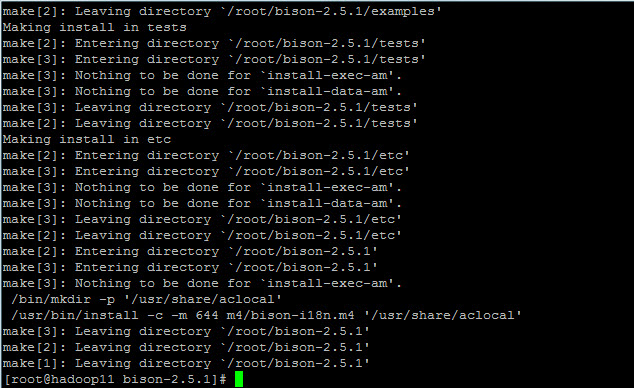 make[2]: Leaving directory `/root/bison-2.5.1/examples'
Making install in tests
make[2]: Entering directory `/root/bison-2.5.1/tests'
make[3]: Entering directory `/root/bison-2.5.1/tests'
make[3]: Nothing to be done for `install-exec-am'.
make[3]: Nothing to be done for `install-data-am'.
make[3]: Leaving directory `/root/bison-2.5.1/tests'
make[2]: Leaving directory `/root/bison-2.5.1/tests'
Making install in etc
make[2]: Entering directory `/root/bison-2.5.1/etc'
make[3]: Entering directory `/root/bison-2.5.1/etc'
make[3]: Nothing to be done for `install-exec-am'.
make[3]: Nothing to be done for `install-data-am'.
make[3]: Leaving directory `/root/bison-2.5.1/etc'
make[2]: Leaving directory `/root/bison-2.5.1/etc'
make[2]: Entering directory `/root/bison-2.5.1'
make[3]: Entering directory `/root/bison-2.5.1'
make[3]: Nothing to be done for `install-exec-am'.
 /bin/mkdir -p '/usr/share/aclocal'
 /usr/bin/install -c -m 644 m4/bison-i18n.m4 '/usr/share/aclocal'
make[3]: Leaving directory `/root/bison-2.5.1'
make[2]: Leaving directory `/root/bison-2.5.1'
make[1]: Leaving directory `/root/bison-2.5.1'
[root@hadoop11 bison-2.5.1]#